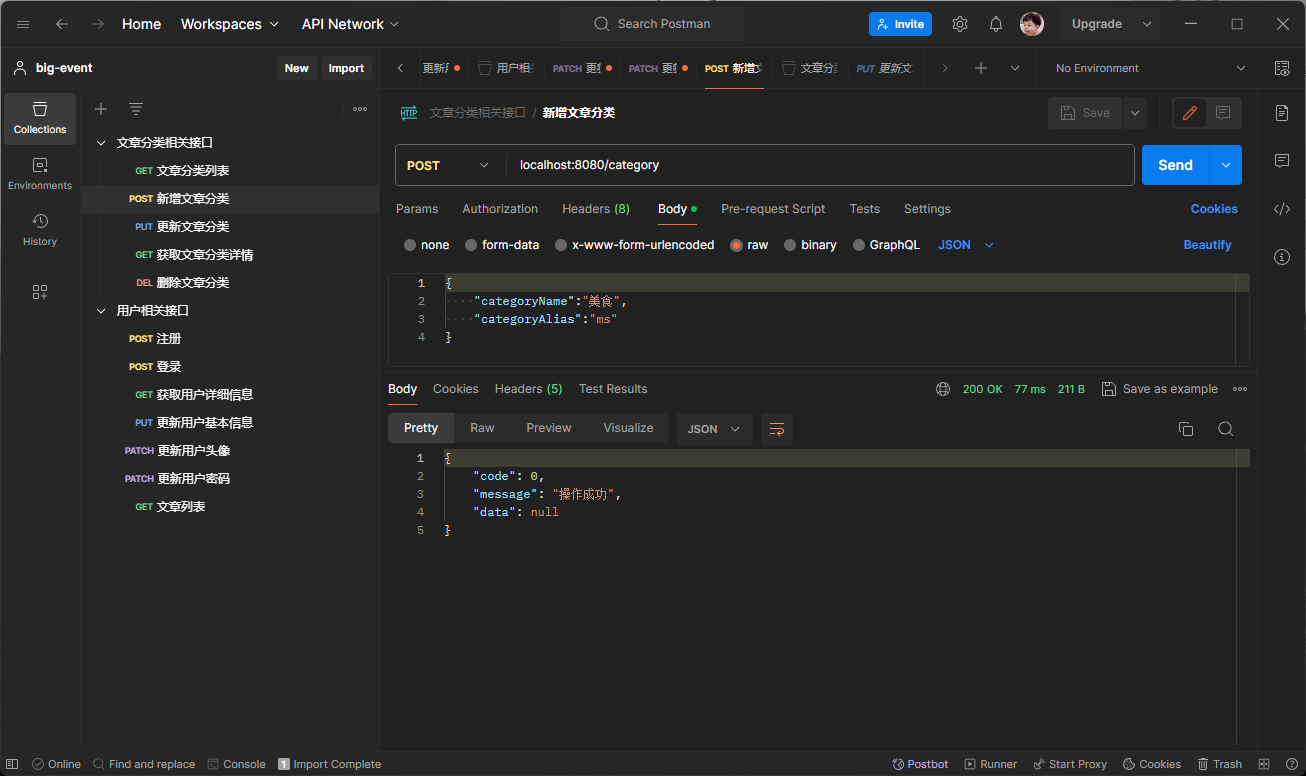 Home Workspaces API Network Search Postman Invite Upgrade
big-event New Import
更新 用户相 PATCH 更 PATCH 更 POST 新增 文章分 PUT 更新文 No Environment
Collections
Environments
History
文章分类相关接口
GET 文章分类列表
POST 新增文章分类
PUT 更新文章分类
GET 获取文章分类详情
DEL 删除文章分类
用户相关接口
POST 注册
POST 登录
GET 获取用户详细信息
PUT 更新用户基本信息
PATCH 更新用户头像
PATCH 更新用户密码
GET 文章列表
HTTP 文章分类相关接口 / 新增文章分类 Save
POST localhost:8080/category Send
Params Authorization Headers (8) Body Pre-request Script Tests Settings Cookies
none form-data x-www-form-urlencoded raw binary GraphQL JSON Beautify
1 {
2 "categoryName":"美食",
3 "categoryAlias":"ms"
4 }
Body Cookies Headers (5) Test Results 200 OK 77 ms 211 B Save as example
Pretty Raw Preview Visualize JSON
1 {
2 "code": 0,
3 "message": "操作成功",
4 "data": null
5 }
Online Find and replace Console 1 Import Complete Postbot Runner Start Proxy Cookies Trash